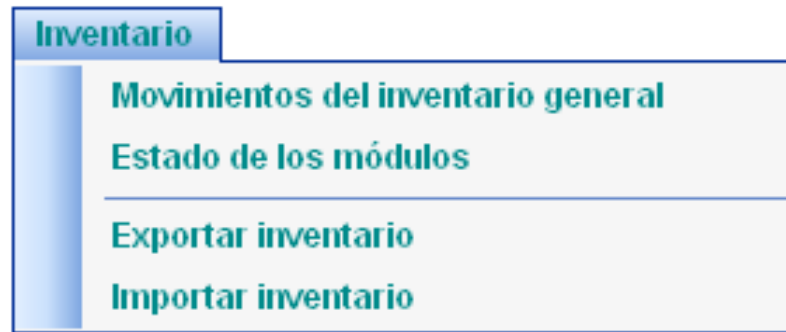 Inventario
Movimientos del inventario general
Estado de los módulos
Exportar inventario
Importar inventario